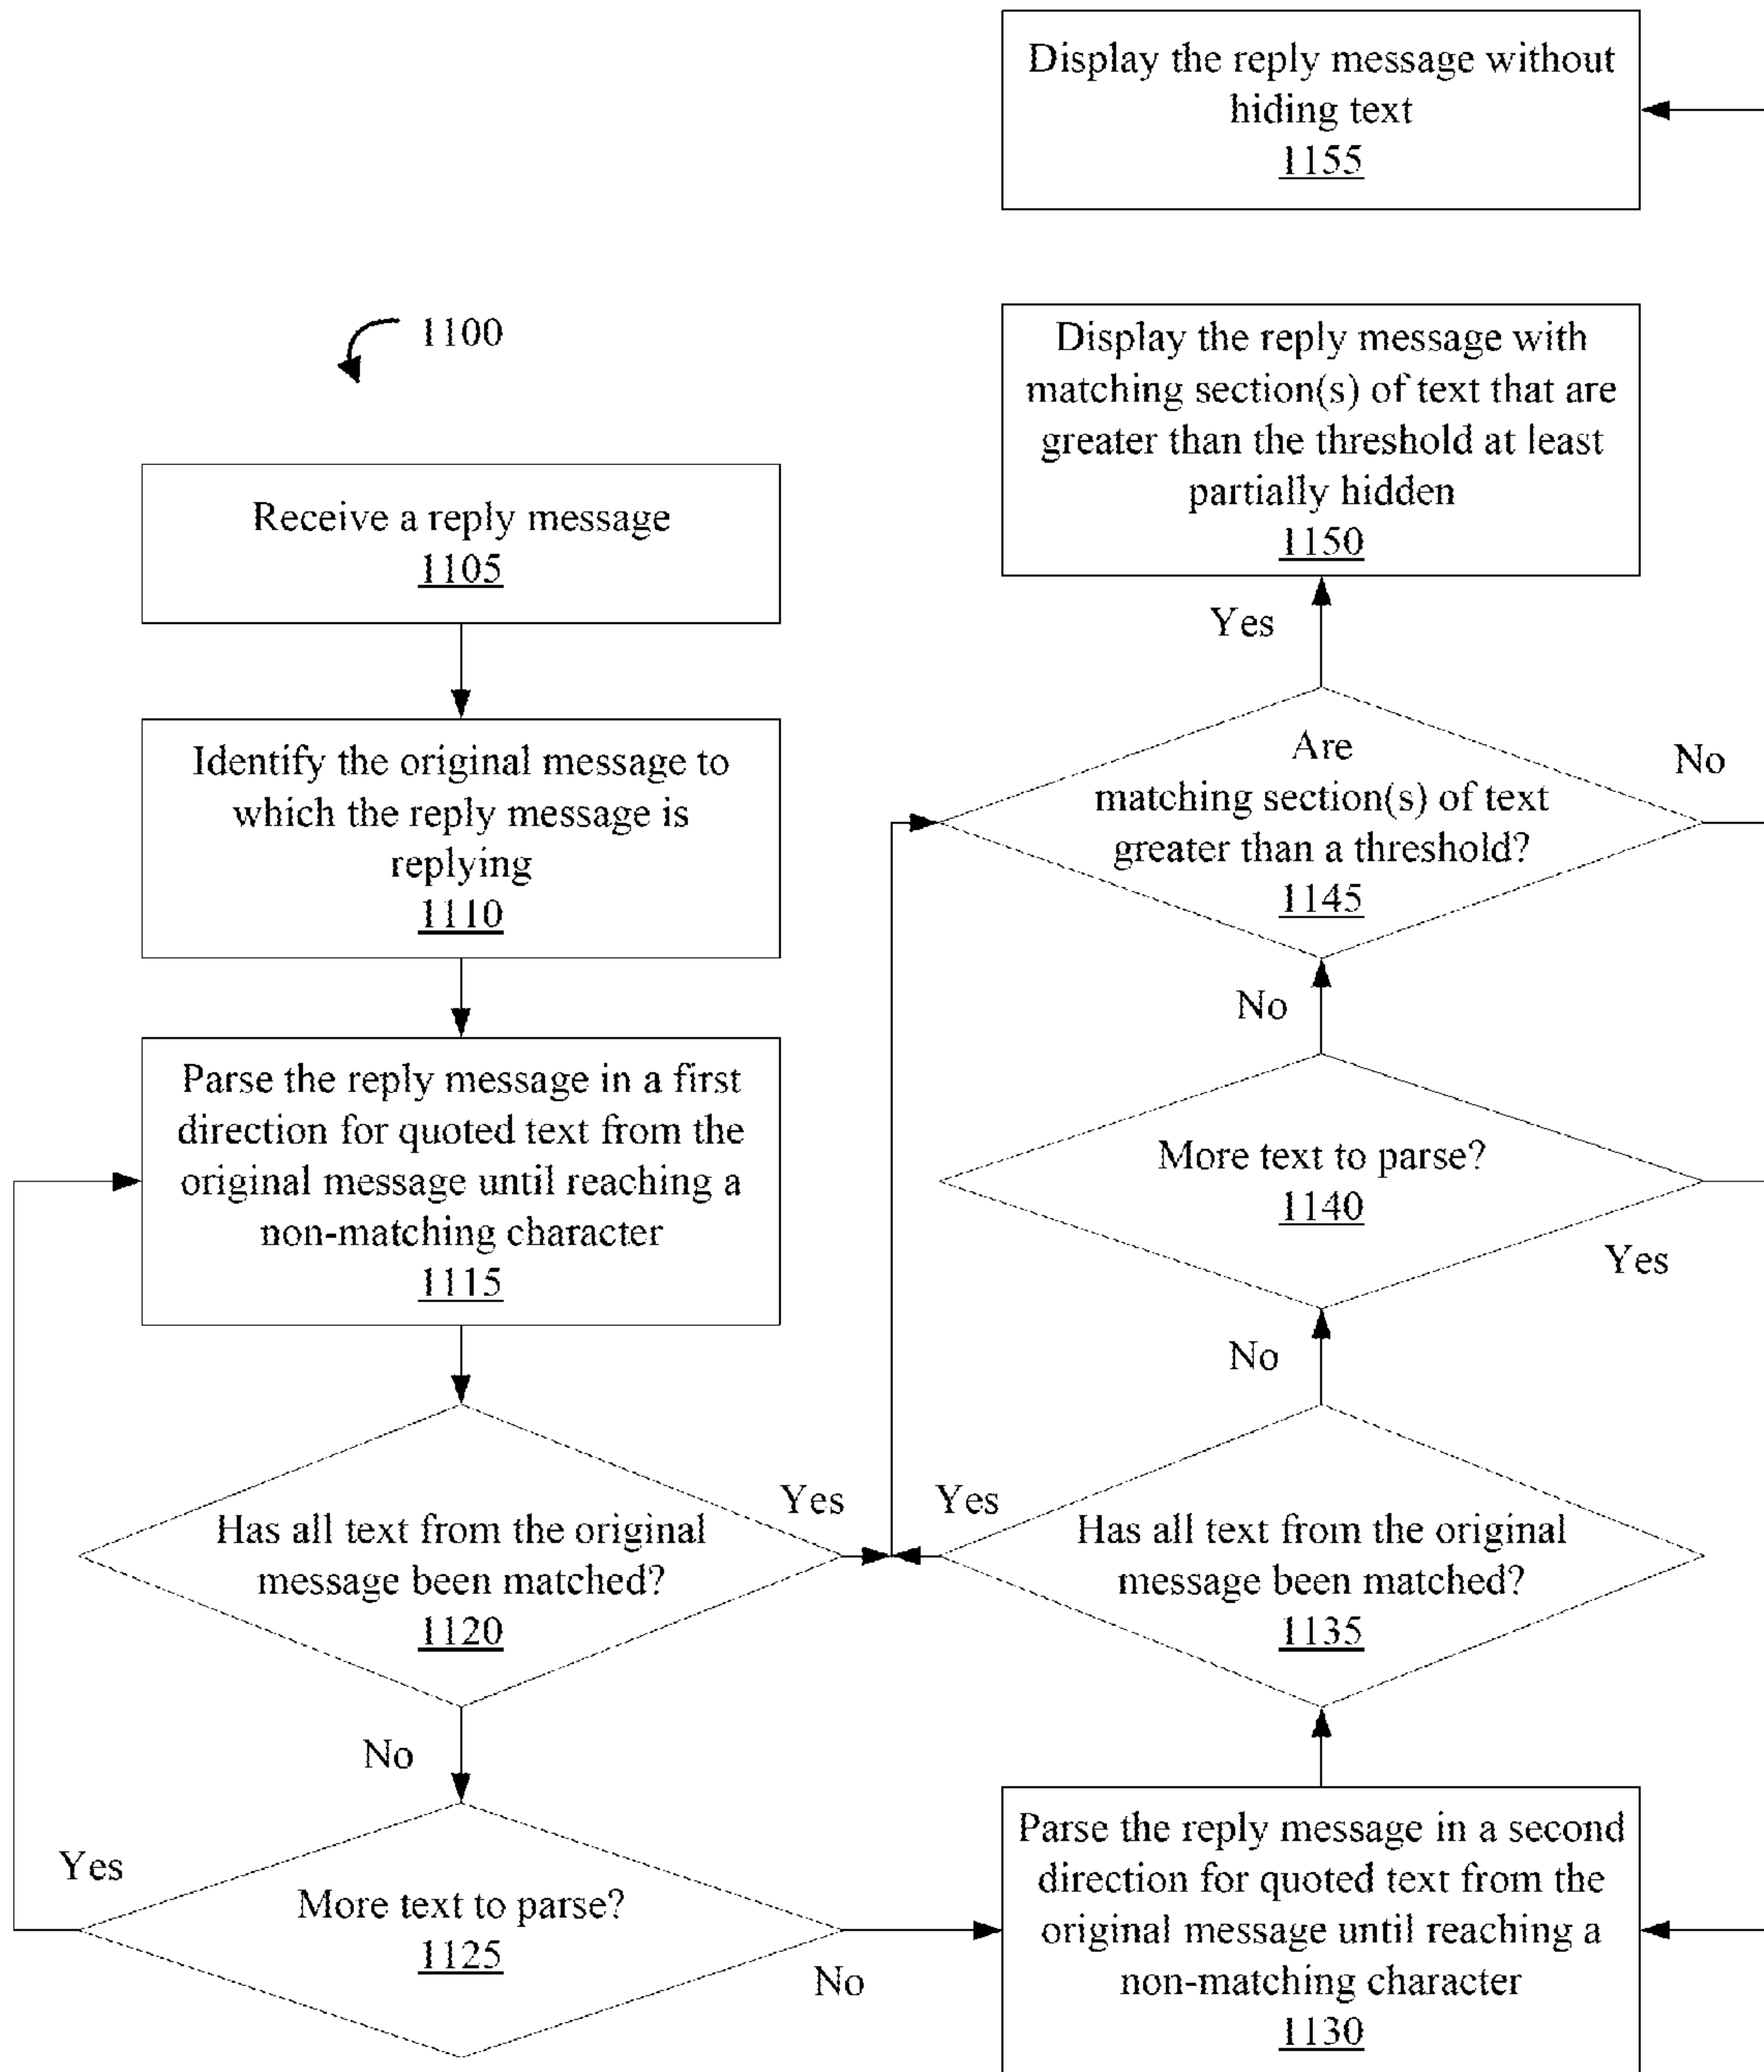 1100
Receive a reply message
1105
Identify the original message to
which the reply message is
replying
1110
Parse the reply message in a first
direction for quoted text from the
original message until reaching a
non-matching character
1115
Has all text from the original
message been matched?
1120
Yes
No
More text to parse?
1125
Yes
No
Parse the reply message in a second
direction for quoted text from the
original message until reaching a
non-matching character
1130
Has all text from the original
message been matched?
1135
Yes
No
More text to parse?
1140
Yes
No
Are
matching section(s) of text
greater than a threshold?
1145
Yes
No
Display the reply message with
matching section(s) of text that are
greater than the threshold at least
partially hidden
1150
Display the reply message without
hiding text
1155